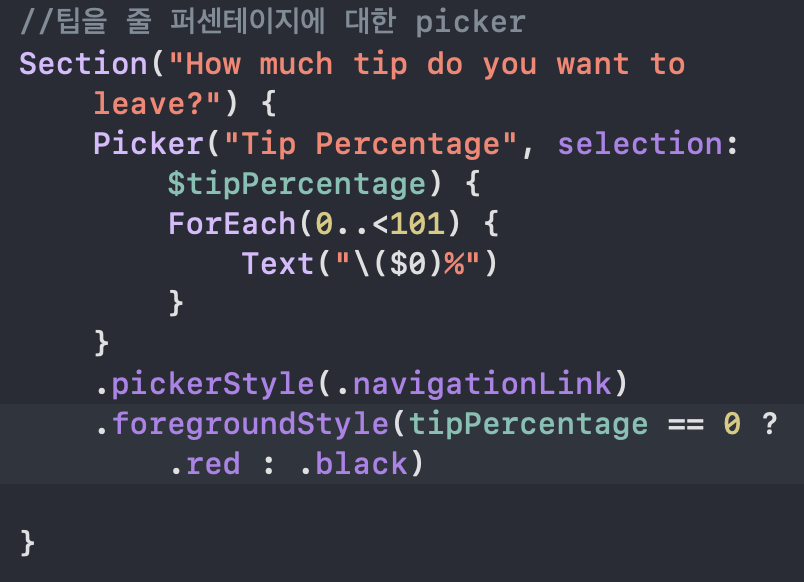 //팁을 줄 퍼센테이지에 대한 picker
Section("How much tip do you want to
leave?") {
Picker("Tip Percentage", selection:
$tipPercentage) {
ForEach(0..<101) {
Text("\($0)%")
}
}
.pickerStyle(.navigationLink)
.foregroundStyle(tipPercentage == 0 ?
.red : .black)
}